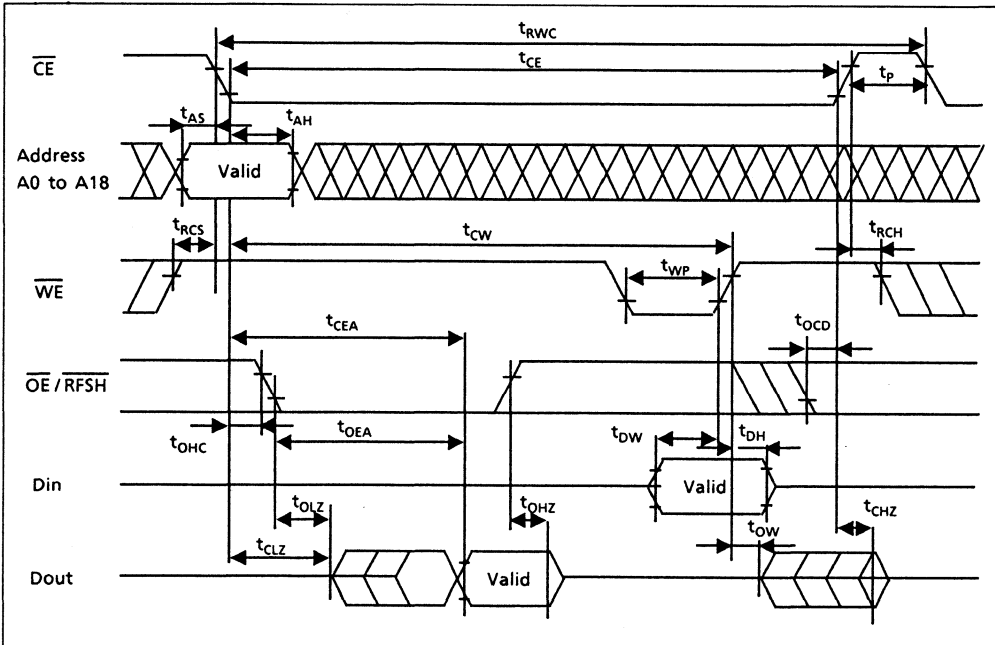 tRWC
CE
tCE
tP
tAS
tAH
Address
A0 to A18
Valid
tRCS
tCW
tRCH
WE
tWP
tCEA
tOCD
OE / RFSH
tOHC
tOEA
tDW
tDH
Din
Valid
tOLZ
tOHZ
tOW
tCHZ
tCLZ
Dout
Valid